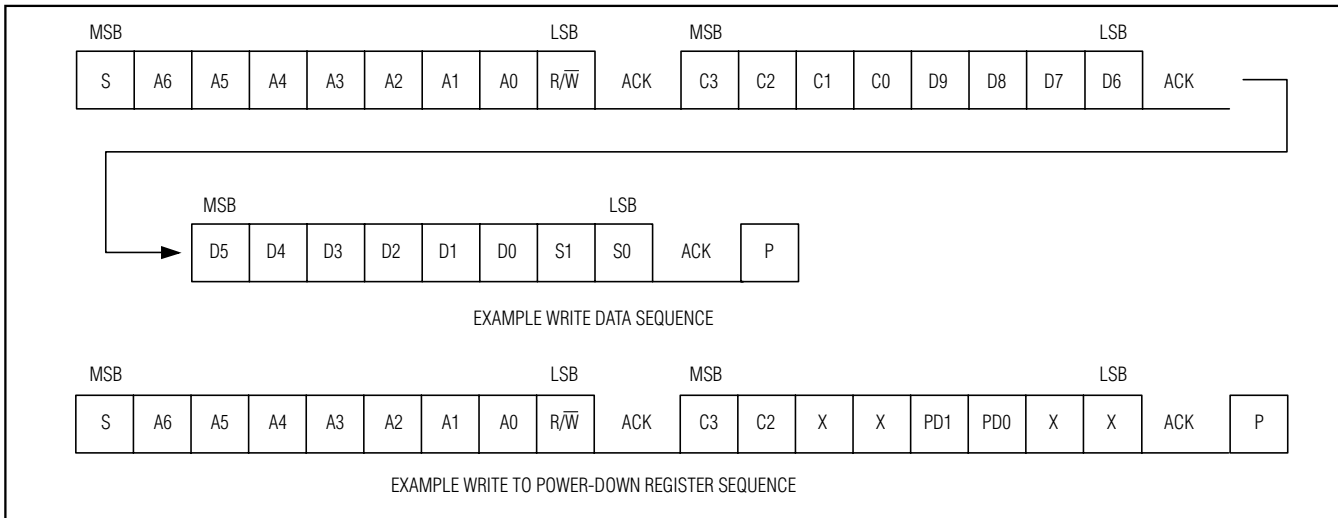 MSB LSB MSB LSB
S A6 A5 A4 A3 A2 A1 A0 R/W̅ ACK C3 C2 C1 C0 D9 D8 D7 D6 ACK
MSB LSB
D5 D4 D3 D2 D1 D0 S1 S0 ACK P
EXAMPLE WRITE DATA SEQUENCE
MSB LSB MSB LSB
S A6 A5 A4 A3 A2 A1 A0 R/W̅ ACK C3 C2 X X PD1 PD0 X X ACK P
EXAMPLE WRITE TO POWER-DOWN REGISTER SEQUENCE